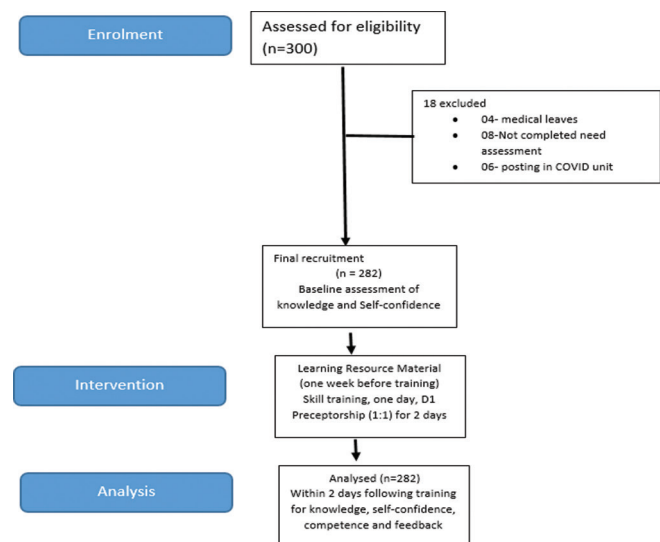 Enrolment
Assessed for eligibility
(n=300)
18 excluded
• 04- medical leaves
• 08-Not completed need
assessment
• 06- posting in COVID unit
Final recruitment
(n = 282)
Baseline assessment of
knowledge and Self-confidence
Intervention
Learning Resource Material
(one week before training)
Skill training, one day, D1
Preceptorship (1:1) for 2 days
Analysis
Analysed (n=282)
Within 2 days following training
for knowledge, self-confidence,
competence and feedback